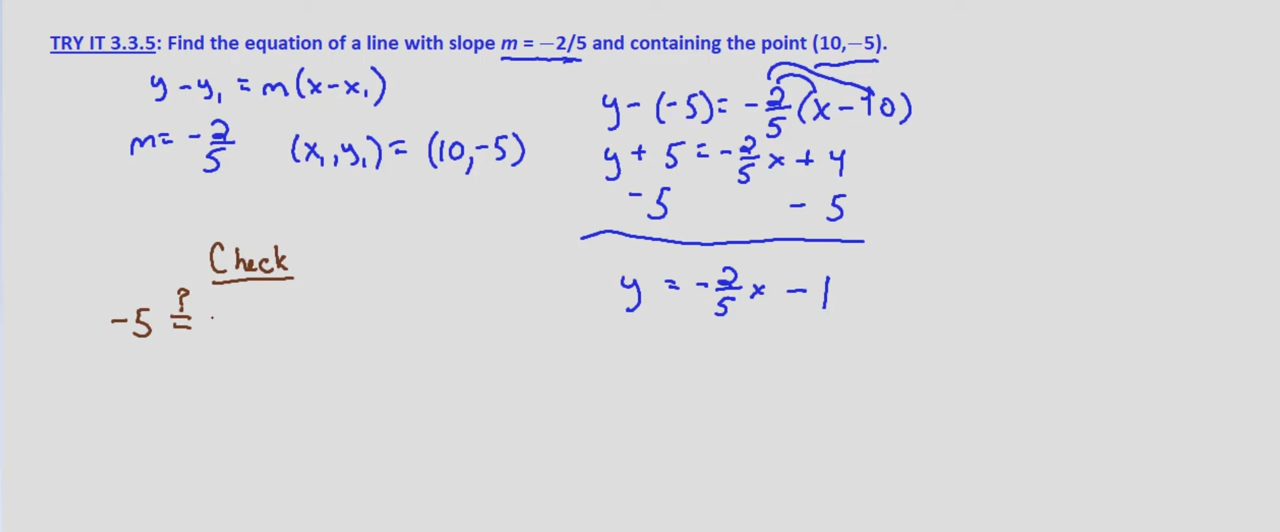 TRY IT 3.3.5: Find the equation of a line with slope m = −2/5 and containing the point (10,−5).
y - y₁ = m(x - x₁)
m = -2/5 (x₁, y₁) = (10, -5)
y - (-5) = -2/5 (x - 10)
y + 5 = -2/5 x + 4
-5 - 5
y = -2/5 x - 1
Check
-5 ?=